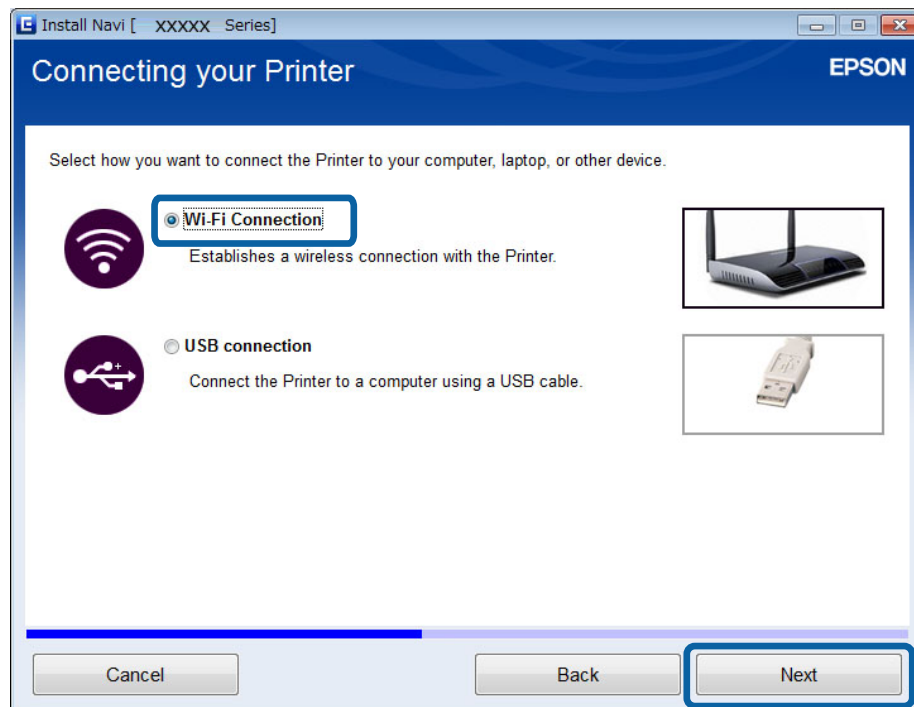 Install Navi [ XXXXX Series]
Connecting your Printer
EPSON
Select how you want to connect the Printer to your computer, laptop, or other device.
Wi-Fi Connection
Establishes a wireless connection with the Printer.
USB connection
Connect the Printer to a computer using a USB cable.
Cancel
Back
Next